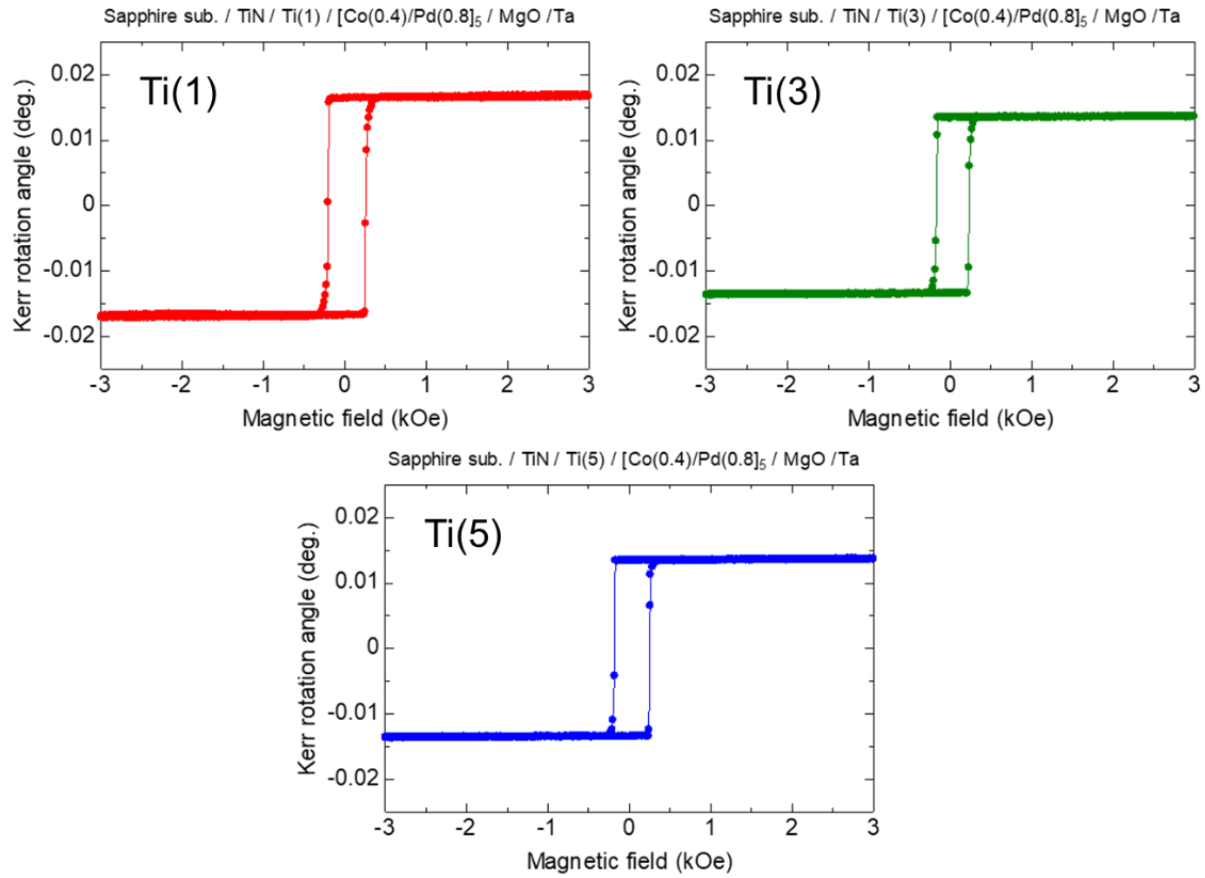 Sapphire sub. / TiN / Ti(1) / [Co(0.4)/Pd(0.8)]5 / MgO /Ta
Ti(1)
Kerr rotation angle (deg.)
0.02
0.01
0
-0.01
-0.02
-3 -2 -1 0 1 2 3
Magnetic field (kOe)
Sapphire sub. / TiN / Ti(3) / [Co(0.4)/Pd(0.8)]5 / MgO /Ta
Ti(3)
Kerr rotation angle (deg.)
0.02
0.01
0
-0.01
-0.02
-3 -2 -1 0 1 2 3
Magnetic field (kOe)
Sapphire sub. / TiN / Ti(5) / [Co(0.4)/Pd(0.8)]5 / MgO /Ta
Ti(5)
Kerr rotation angle (deg.)
0.02
0.01
0
-0.01
-0.02
-3 -2 -1 0 1 2 3
Magnetic field (kOe)